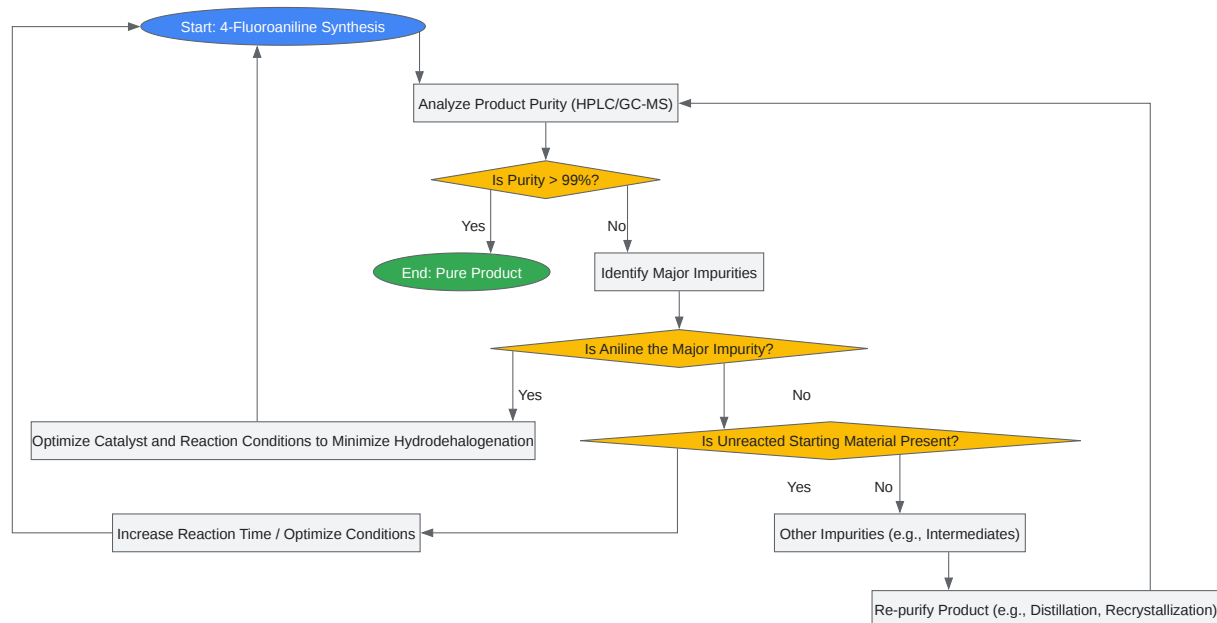 Start: 4-Fluoroaniline Synthesis
Analyze Product Purity (HPLC/GC-MS)
Is Purity > 99%?
Yes
No
End: Pure Product
Identify Major Impurities
Is Aniline the Major Impurity?
Yes
No
Optimize Catalyst and Reaction Conditions to Minimize Hydrodehalogenation
Is Unreacted Starting Material Present?
Yes
No
Increase Reaction Time / Optimize Conditions
Other Impurities (e.g., Intermediates)
Re-purify Product (e.g., Distillation, Recrystallization)